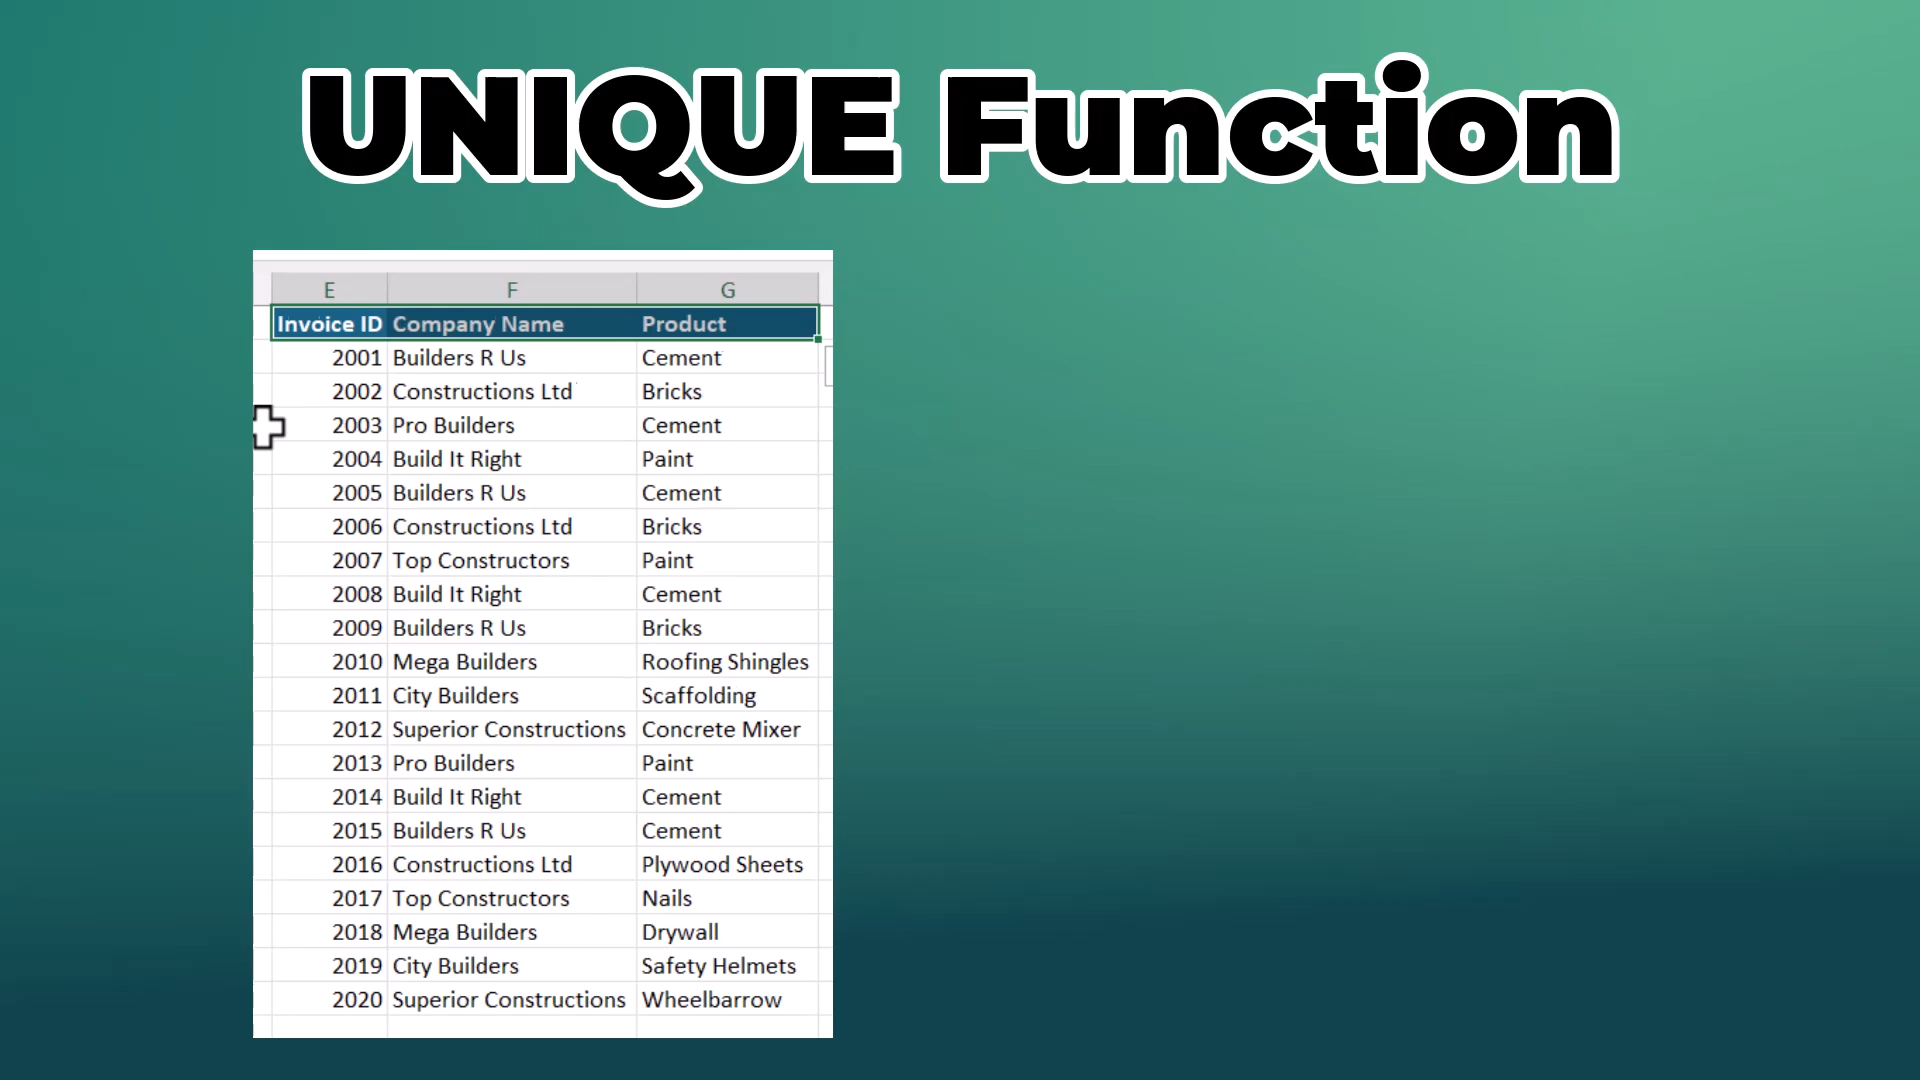 UNIQUE Function
E F G
Invoice ID Company Name Product
2001 Builders R Us Cement
2002 Constructions Ltd Bricks
2003 Pro Builders Cement
2004 Build It Right Paint
2005 Builders R Us Cement
2006 Constructions Ltd Bricks
2007 Top Constructors Paint
2008 Build It Right Cement
2009 Builders R Us Bricks
2010 Mega Builders Roofing Shingles
2011 City Builders Scaffolding
2012 Superior Constructions Concrete Mixer
2013 Pro Builders Paint
2014 Build It Right Cement
2015 Builders R Us Cement
2016 Constructions Ltd Plywood Sheets
2017 Top Constructors Nails
2018 Mega Builders Drywall
2019 City Builders Safety Helmets
2020 Superior Constructions Wheelbarrow